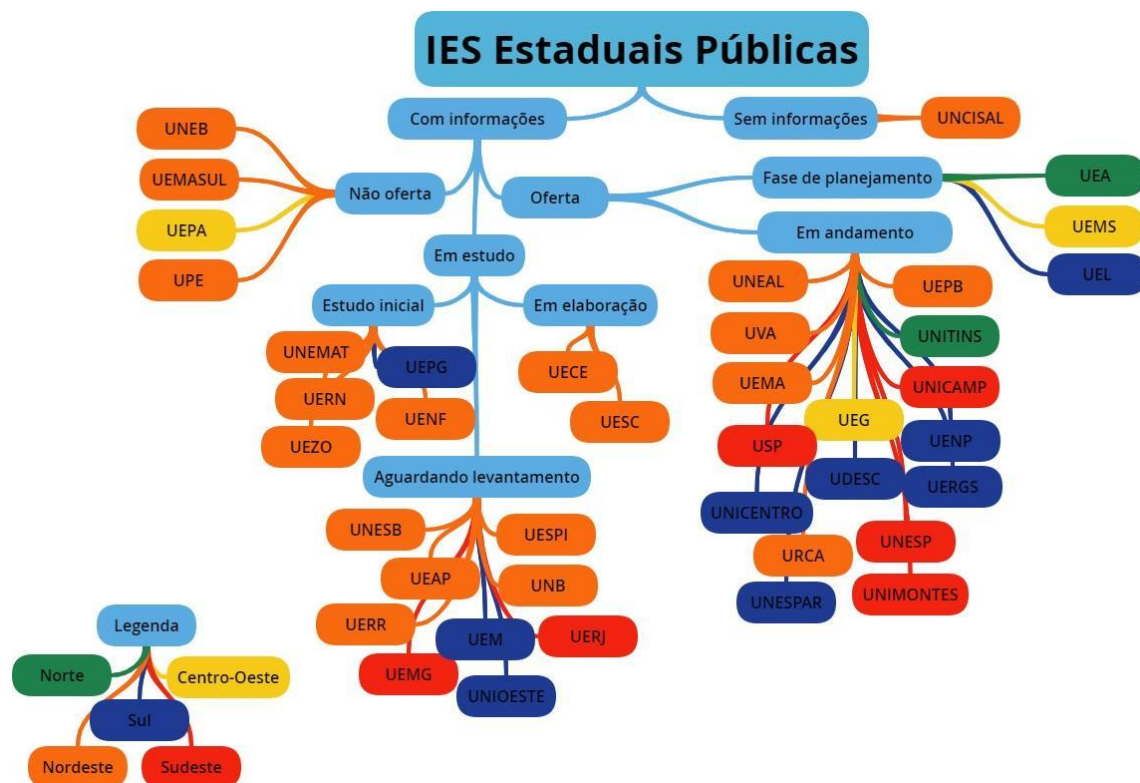 IES Estaduais Públicas
Com informações
Sem informações
UNCISAL
UNEB
UEMASUL
UEPA
UPE
Não oferta
Oferta
Fase de planejamento
UEA
UEMS
UEL
Em andamento
UNEAL
UEPB
UVA
UNITINS
UEMA
UNICAMP
UEG
USP
UENP
UDESC
UERGS
UNICENTRO
URCA
UNESP
UNESPAR
UNIMONTES
Em estudo
Estudo inicial
Em elaboração
UNEMAT
UEPG
UERN
UENF
UEZO
UECE
UESC
Aguardando levantamento
UNESB
UESPI
UEAP
UNB
UERR
UEM
UERJ
UEMG
UNIOESTE
Legenda
Norte
Centro-Oeste
Sul
Nordeste
Sudeste